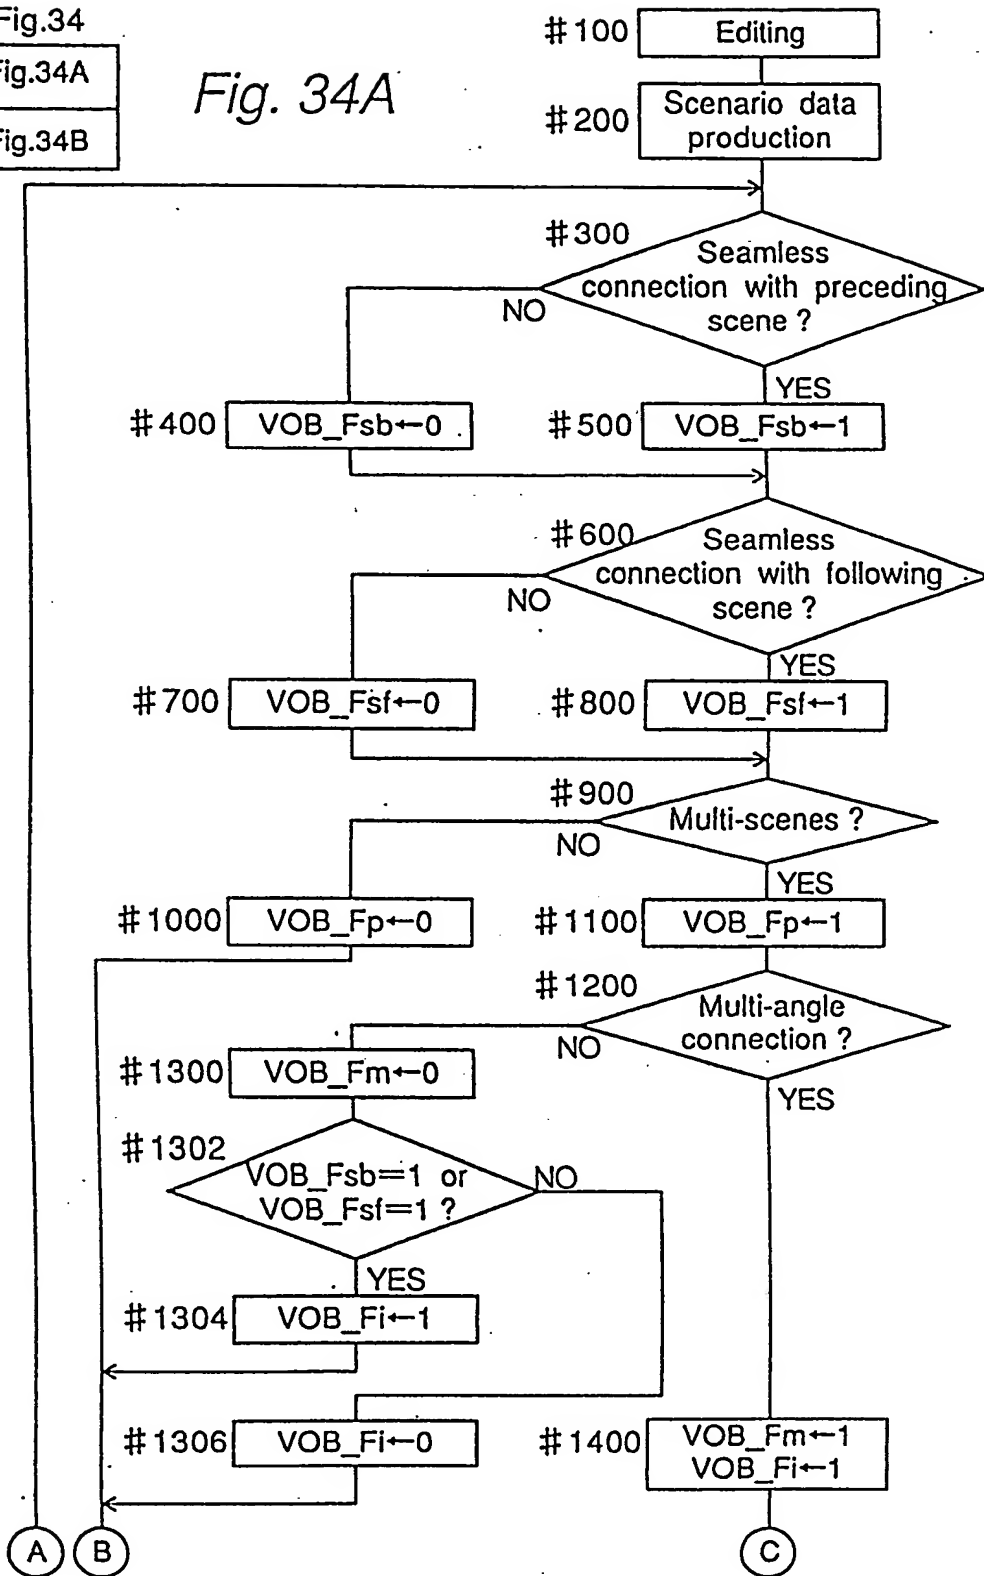 Fig.34
Fig.34A
Fig.34B
Fig. 34A
#100
Editing
#200
Scenario data
production
#300
Seamless
connection with preceding
scene ?
NO
YES
#400
VOB_Fsb←0
#500
VOB_Fsb←1
#600
Seamless
connection with following
scene ?
NO
YES
#700
VOB_Fsf←0
#800
VOB_Fsf←1
#900
Multi-scenes ?
NO
YES
#1000
VOB_Fp←0
#1100
VOB_Fp←1
#1200
Multi-angle
connection ?
NO
YES
#1300
VOB_Fm←0
#1302
VOB_Fsb=1 or
VOB_Fsf=1 ?
NO
YES
#1304
VOB_Fi←1
#1306
VOB_Fi←0
#1400
VOB_Fm←1
VOB_Fi←1
A
B
C